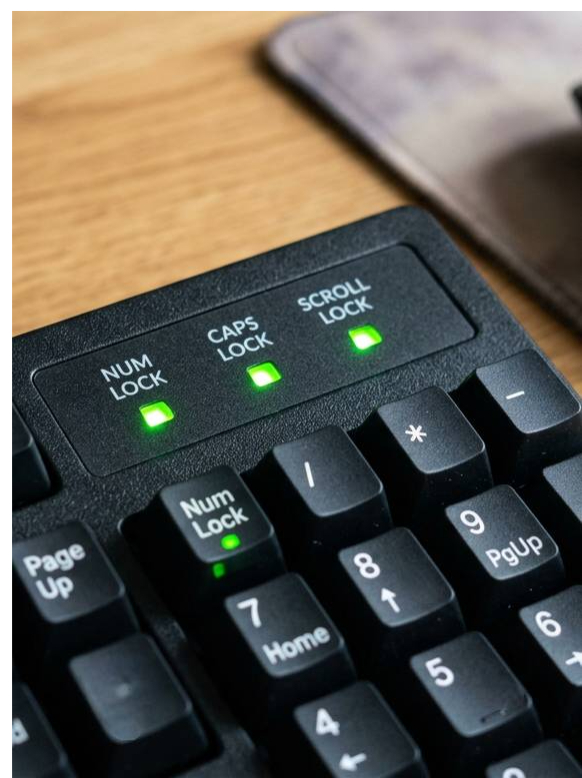 NUM
LOCK
CAPS
LOCK
SCROLL
LOCK
Num
Lock
/
*
-
Page
Up
7
Home
8
↑
9
PgUp
4
←
5
6
→